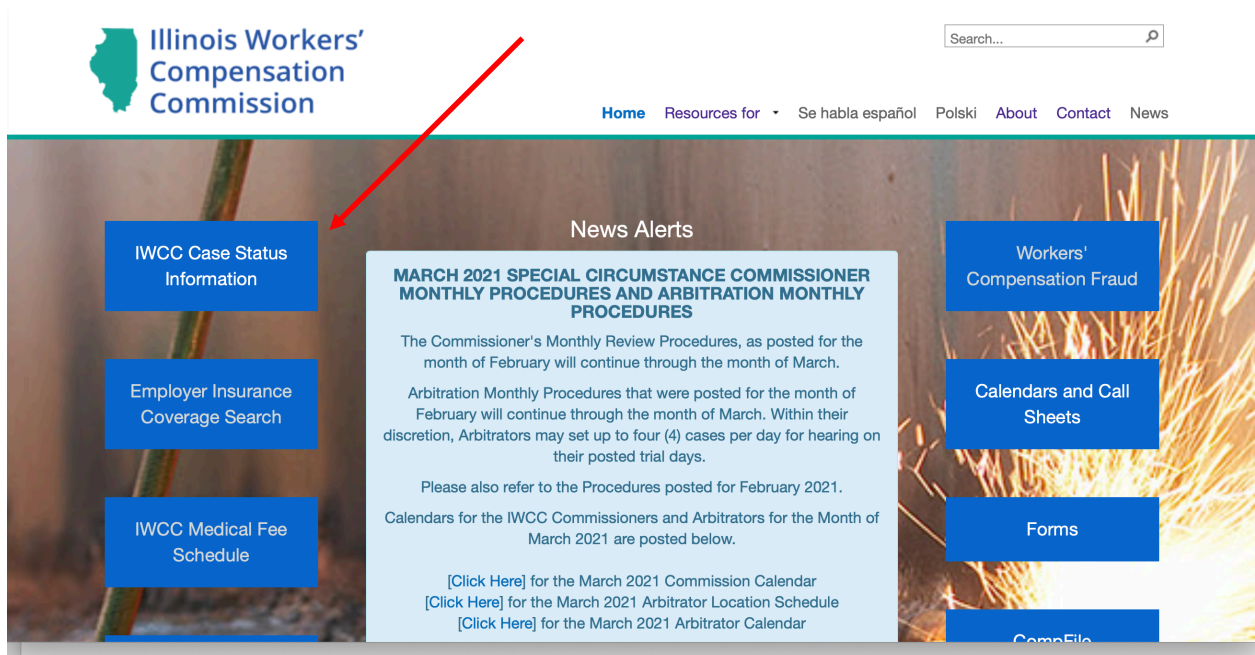 Illinois Workers'
Compensation
Commission
Search...
Home Resources for Se habla español Polski About Contact News
IWCC Case Status
Information
Employer Insurance
Coverage Search
IWCC Medical Fee
Schedule
News Alerts
MARCH 2021 SPECIAL CIRCUMSTANCE COMMISSIONER
MONTHLY PROCEDURES AND ARBITRATION MONTHLY
PROCEDURES
The Commissioner's Monthly Review Procedures, as posted for the
month of February will continue through the month of March.
Arbitration Monthly Procedures that were posted for the month of
February will continue through the month of March. Within their
discretion, Arbitrators may set up to four (4) cases per day for hearing on
their posted trial days.
Please also refer to the Procedures posted for February 2021.
Calendars for the IWCC Commissioners and Arbitrators for the Month of
March 2021 are posted below.
[Click Here] for the March 2021 Commission Calendar
[Click Here] for the March 2021 Arbitrator Location Schedule
[Click Here] for the March 2021 Arbitrator Calendar
Workers'
Compensation Fraud
Calendars and Call
Sheets
Forms
CompFile